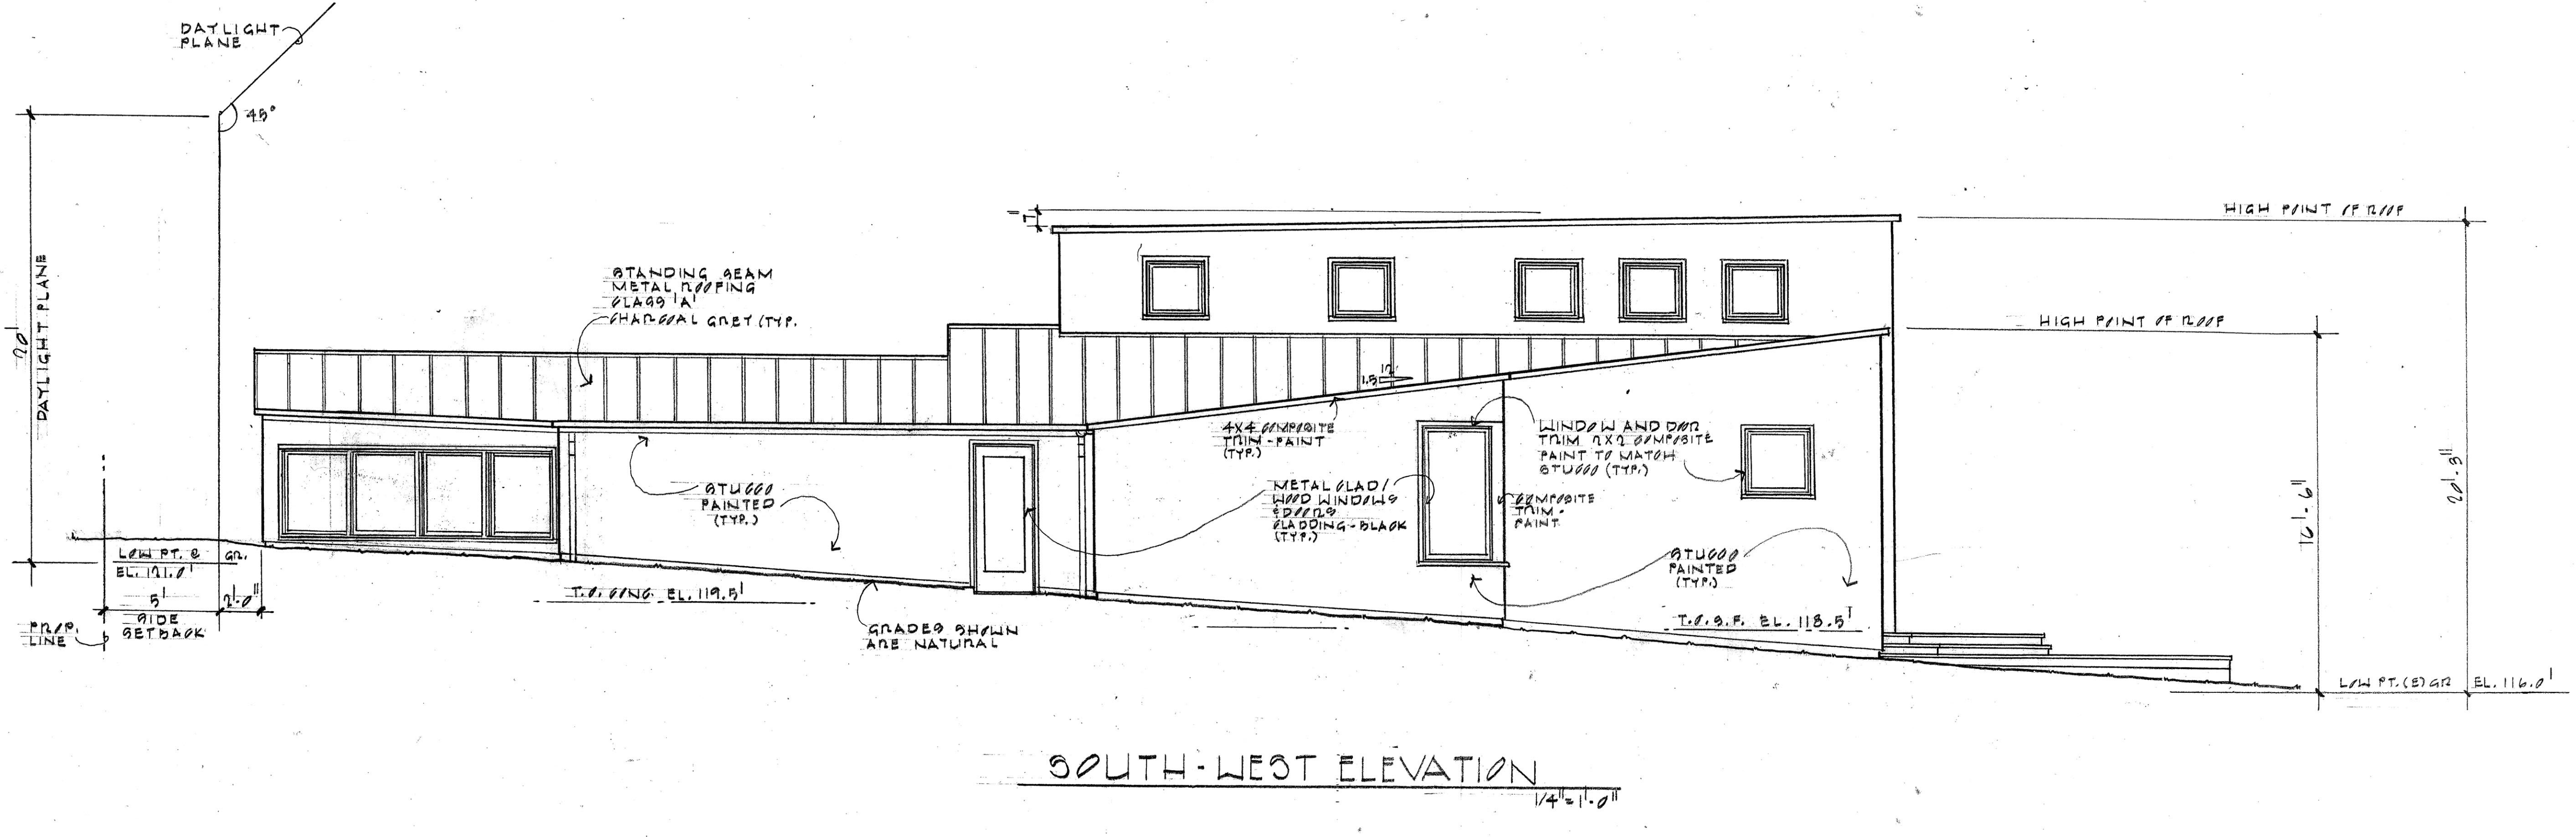 DAYLIGHT
PLANE
45°
20'
DAYLIGHT PLANE
STANDING SEAM
METAL ROOFING
CLASS 'A'
CHARCOAL GREY (TYP.
HIGH POINT OF ROOF
HIGH POINT OF ROOF
12
1.5
4X4 COMPOSITE
TRIM - PAINT
(TYP.)
WINDOW AND DOOR
TRIM 2X2 COMPOSITE
PAINT TO MATCH
STUCCO (TYP.)
STUCCO
PAINTED
(TYP.)
METAL CLAD/
WOOD WINDOWS
& DOORS
CLADDING - BLACK
(TYP.)
COMPOSITE
TRIM -
PAINT
STUCCO
PAINTED
(TYP.)
16'-6"
20'-3"
LOW PT. @ GR.
EL. 121.0'
5'
SIDE
SETBACK
2'-0"
PROP.
LINE
T.O. CONC. EL. 119.5'
GRADES SHOWN
ARE NATURAL
T.O.S.F. EL. 118.5'
LOW PT. (E) GR EL. 116.0'
SOUTH-WEST ELEVATION
1/4"=1'-0"